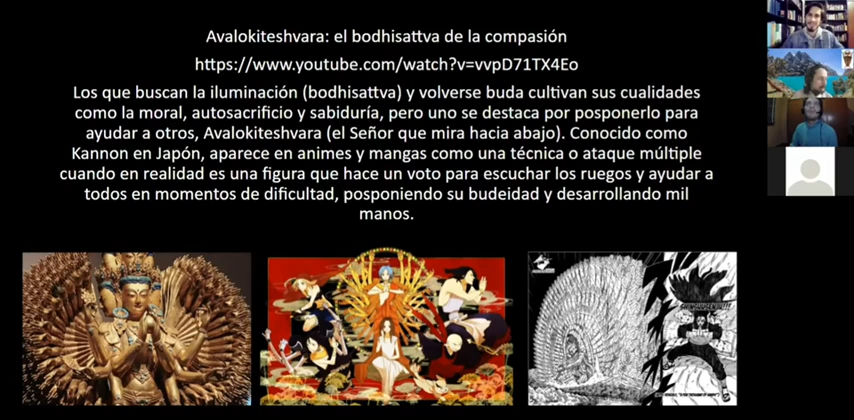 Avalokiteshvara: el bodhisattva de la compasión
https://www.youtube.com/watch?v=vvpD71TX4Eo
Los que buscan la iluminación (bodhisattva) y volverse buda cultivan sus cualidades
como la moral, autosacrificio y sabiduría, pero uno se destaca por posponerlo para
ayudar a otros, Avalokiteshvara (el Señor que mira hacia abajo). Conocido como
Kannon en Japón, aparece en animes y mangas como una técnica o ataque múltiple
cuando en realidad es una figura que hace un voto para escuchar los ruegos y ayudar a
todos en momentos de dificultad, posponiendo su budeidad y desarrollando mil
manos.